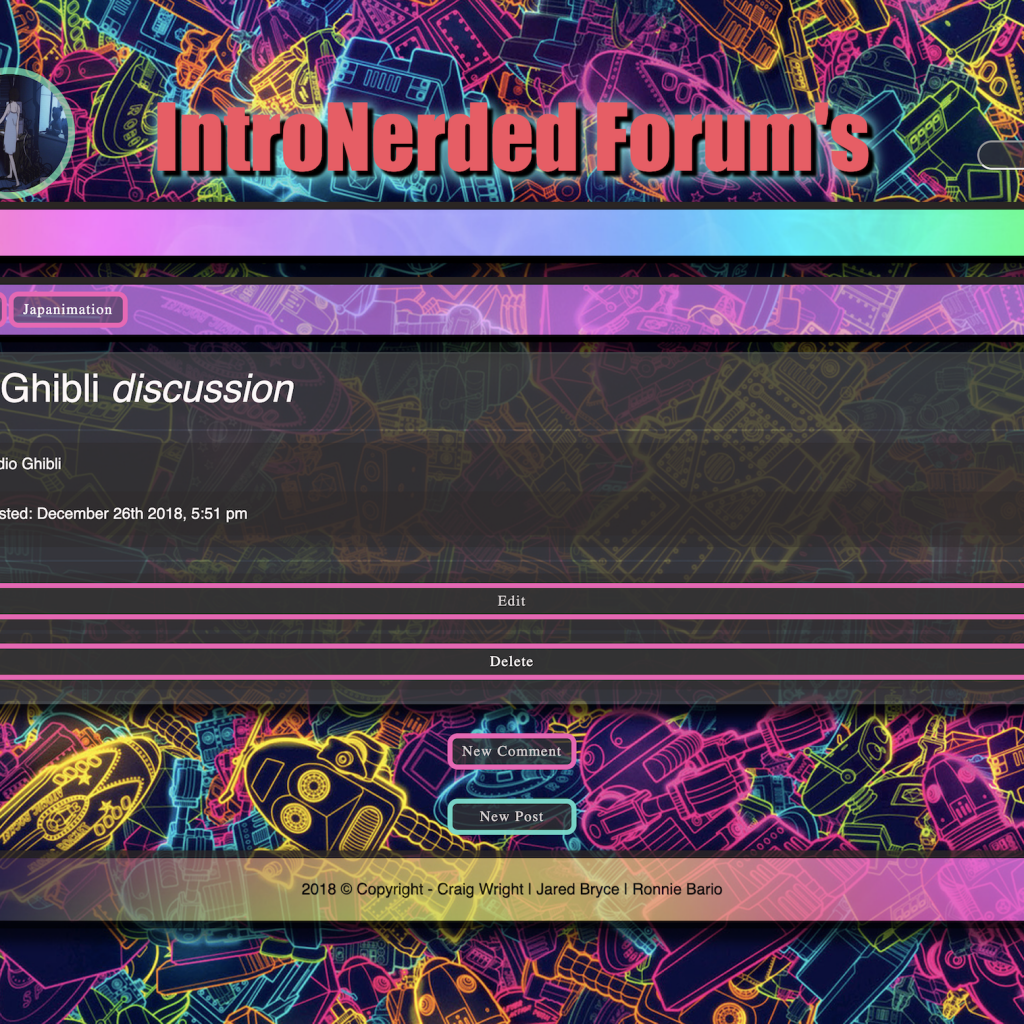 IntroNerded Forum's
Japanimation
Ghibli discussion
dio Ghibli
sted: December 26th 2018, 5:51 pm
Edit
Delete
New Comment
New Post
2018 © Copyright - Craig Wright | Jared Bryce | Ronnie Bario